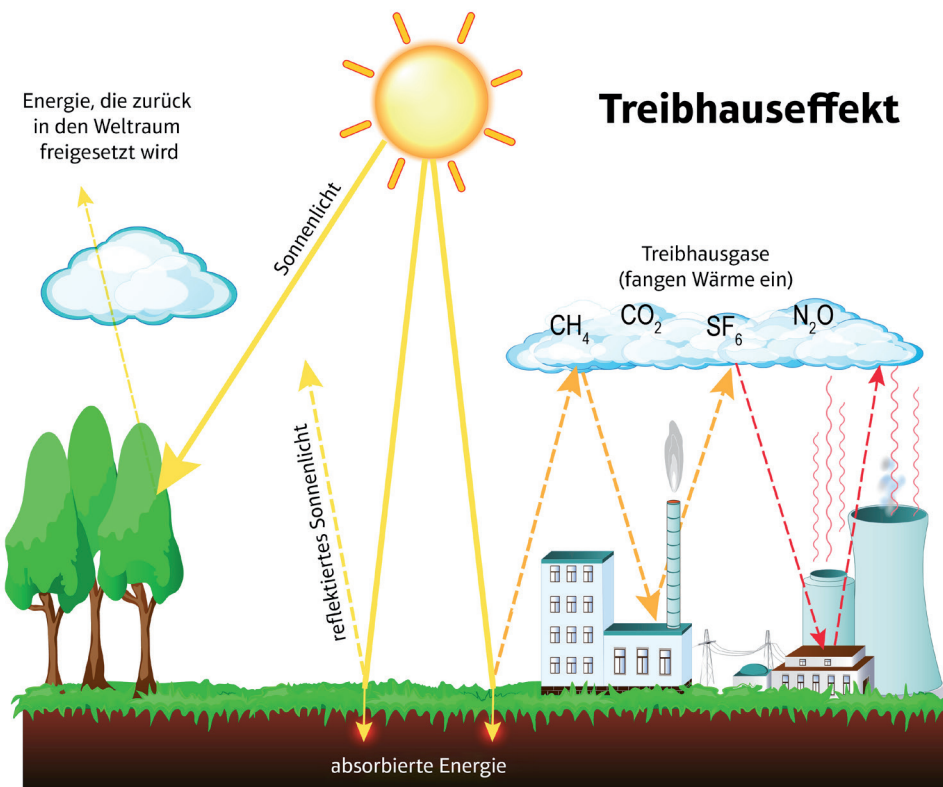 Treibhauseffekt
Energie, die zurück
in den Weltraum
freigesetzt wird
Sonnenlicht
reflektiertes Sonnenlicht
Treibhausgase
(fangen Wärme ein)
CH₄
CO₂
SF₆
N₂O
absorbierte Energie